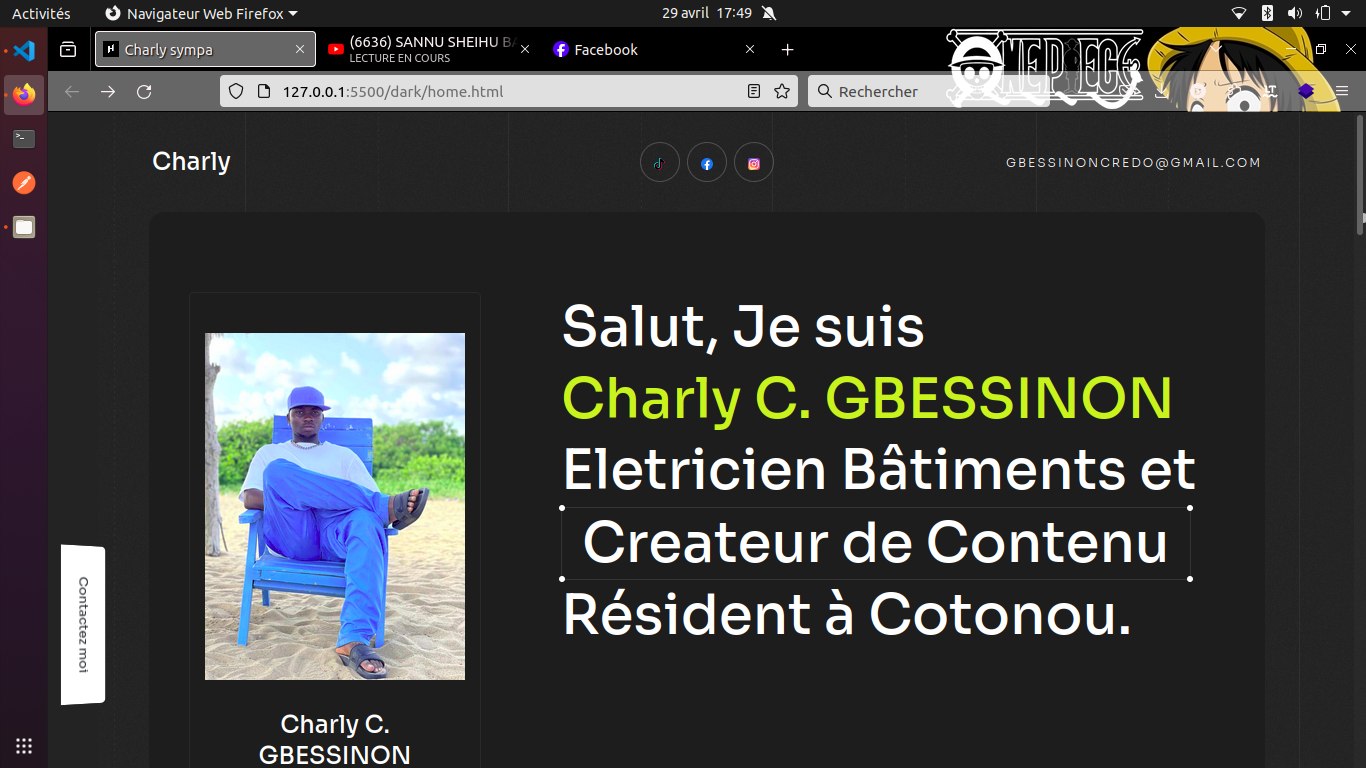 Activités
Navigateur Web Firefox
29 avril 17:49
Charly sympa
(6636) SANNU SHEIHU B
LECTURE EN COURS
Facebook
127.0.0.1:5500/dark/home.html
Rechercher
ONE PIECE
Charly
GBESSINONCREDO@GMAIL.COM
Salut, Je suis
Charly C. GBESSINON
Eletricien Bâtiments et
Createur de Contenu
Résident à Cotonou.
Contactez moi
Charly C.
GBESSINON